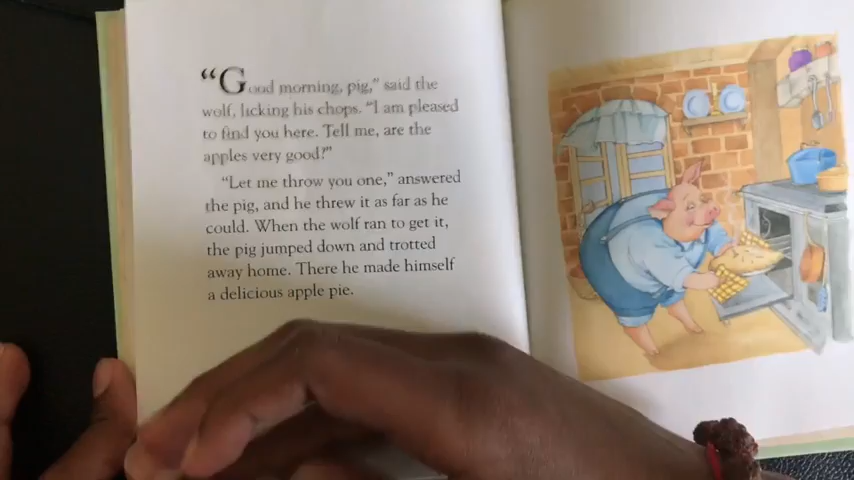 “Good morning, pig,” said the
wolf, licking his chops. “I am pleased
to find you here. Tell me, are the
apples very good?”
“Let me throw you one,” answered
the pig, and he threw it as far as he
could. When the wolf ran to get it,
the pig jumped down and trotted
away home. There he made himself
a delicious apple pie.